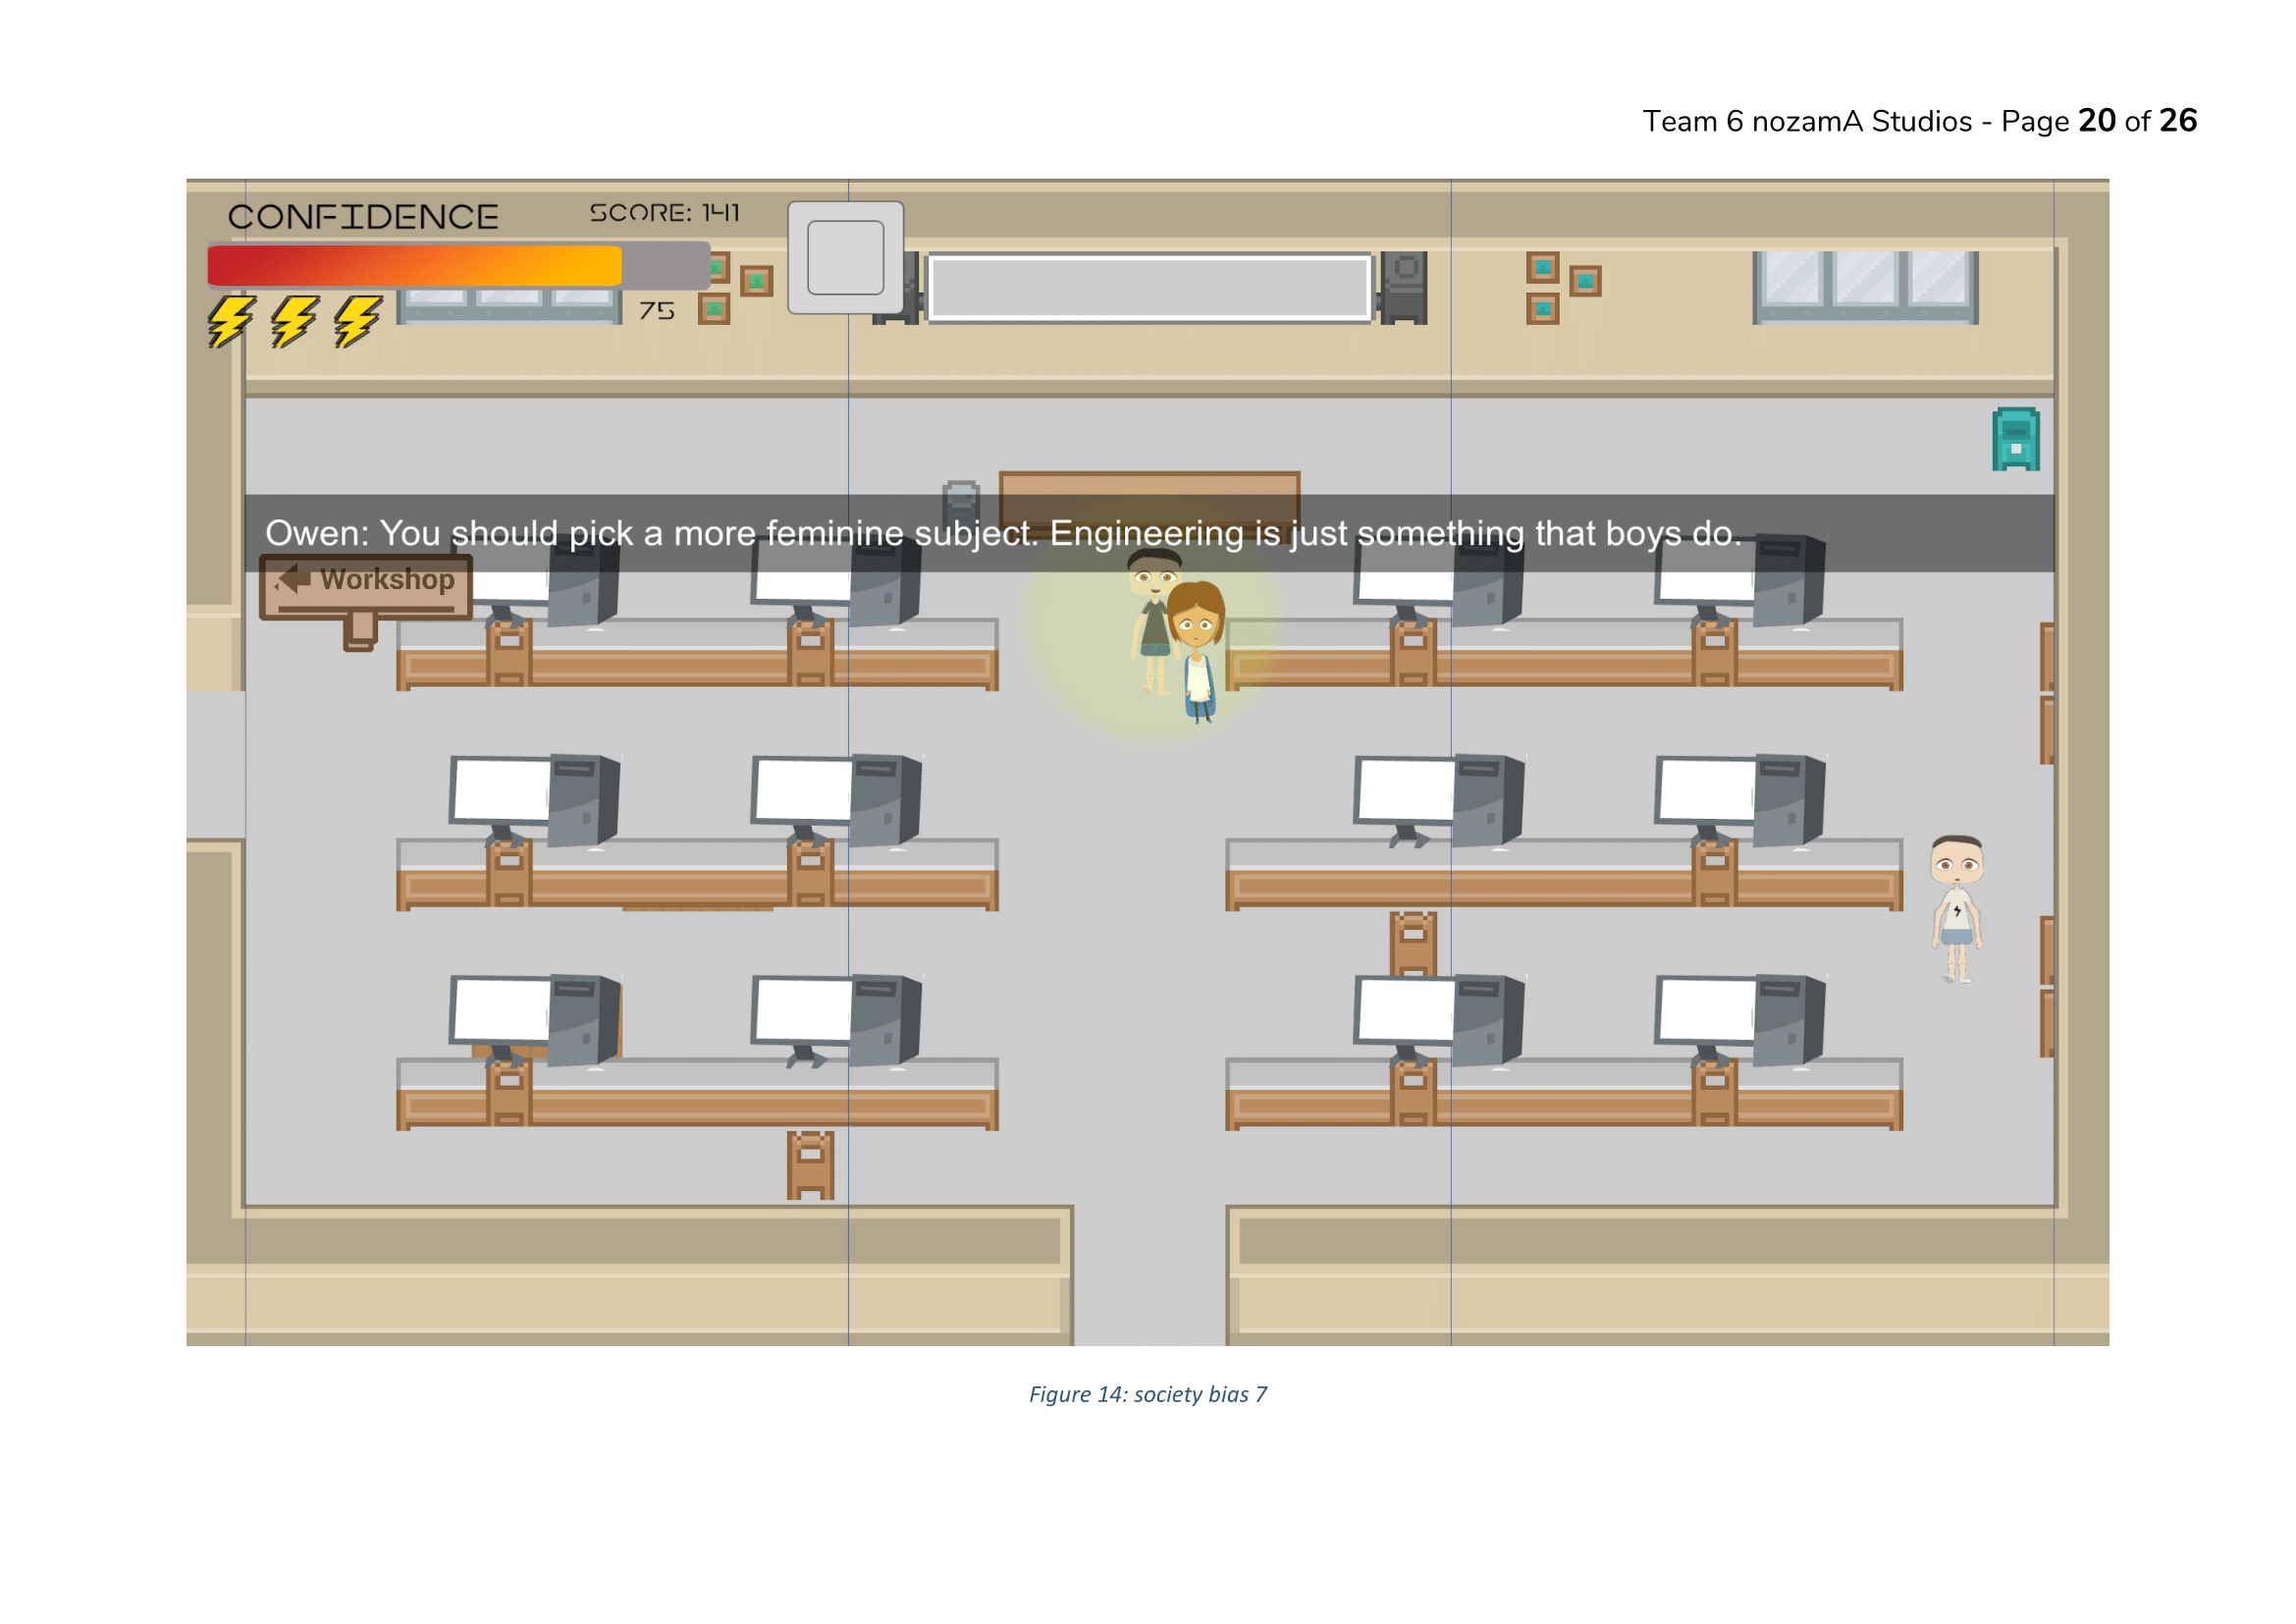 Team 6 nozamA Studios - Page 20 of 26
CONFIDENCE
SCORE: 141
75
Owen: You should pick a more feminine subject. Engineering is just something that boys do.
Workshop
Figure 14: society bias 7